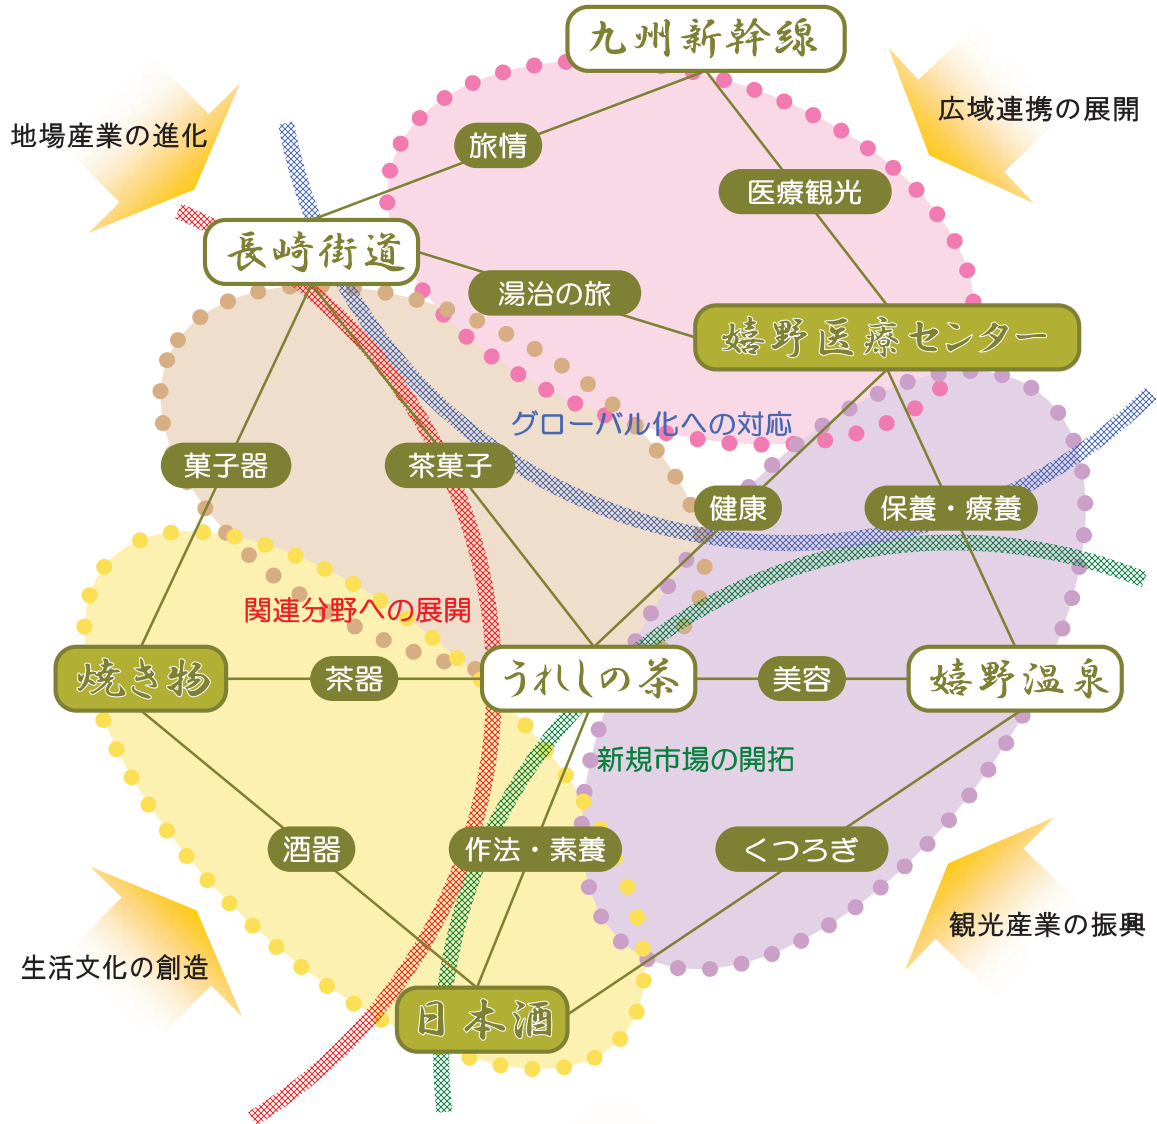 九州新幹線
広域連携の展開
地場産業の進化
旅情
医療観光
長崎街道
湯治の旅
嬉野医療センター
グローバル化への対応
菓子器
茶菓子
健康
保養・療養
関連分野への展開
焼き物
茶器
うれしの茶
美容
嬉野温泉
新規市場の開拓
酒器
作法・素養
くつろぎ
観光産業の振興
生活文化の創造
日本酒